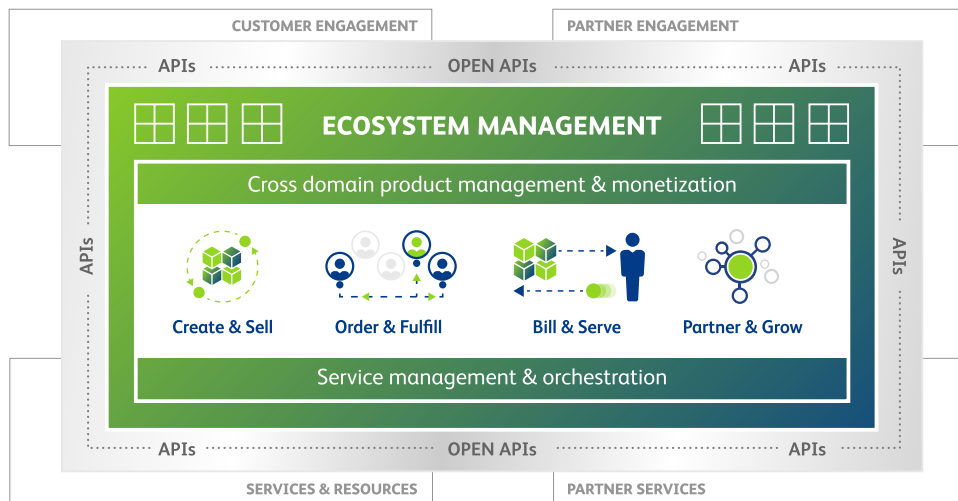 CUSTOMER ENGAGEMENT
PARTNER ENGAGEMENT
APIs
OPEN APIs
APIs
ECOSYSTEM MANAGEMENT
Cross domain product management & monetization
APIs
APIs
Create & Sell
Order & Fulfill
Bill & Serve
Partner & Grow
Service management & orchestration
APIs
OPEN APIs
APIs
SERVICES & RESOURCES
PARTNER SERVICES